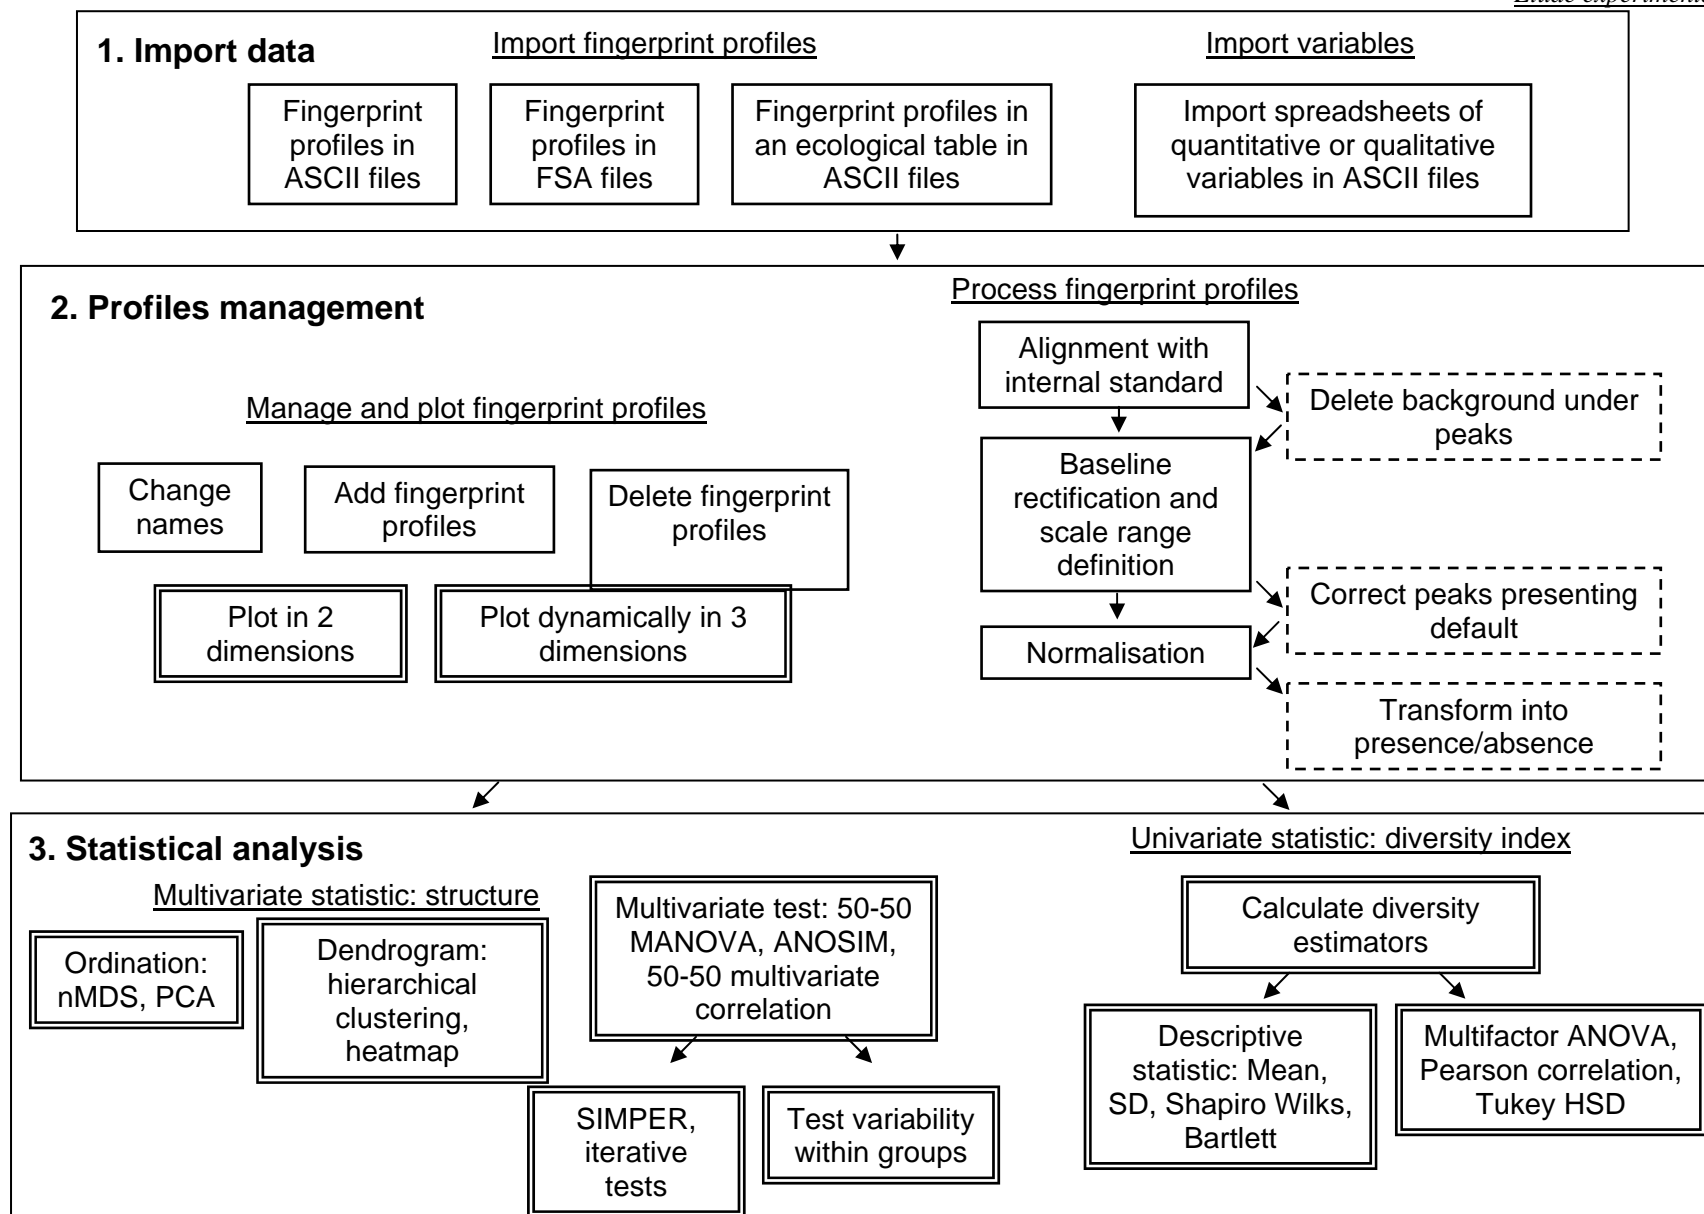 1. Import data
Import fingerprint profiles
Import variables
Fingerprint
profiles in
ASCII files
Fingerprint
profiles in
FSA files
Fingerprint profiles in
an ecological table in
ASCII files
Import spreadsheets of
quantitative or qualitative
variables in ASCII files
2. Profiles management
Manage and plot fingerprint profiles
Change
names
Add fingerprint
profiles
Delete fingerprint
profiles
Plot in 2
dimensions
Plot dynamically in 3
dimensions
Process fingerprint profiles
Alignment with
internal standard
Delete background under
peaks
Baseline
rectification and
scale range
definition
Correct peaks presenting
default
Normalisation
Transform into
presence/absence
3. Statistical analysis
Multivariate statistic: structure
Ordination:
nMDS, PCA
Dendrogram:
hierarchical
clustering,
heatmap
Multivariate test: 50-50
MANOVA, ANOSIM,
50-50 multivariate
correlation
SIMPER,
iterative
tests
Test variability
within groups
Univariate statistic: diversity index
Calculate diversity
estimators
Descriptive
statistic: Mean,
SD, Shapiro Wilks,
Bartlett
Multifactor ANOVA,
Pearson correlation,
Tukey HSD